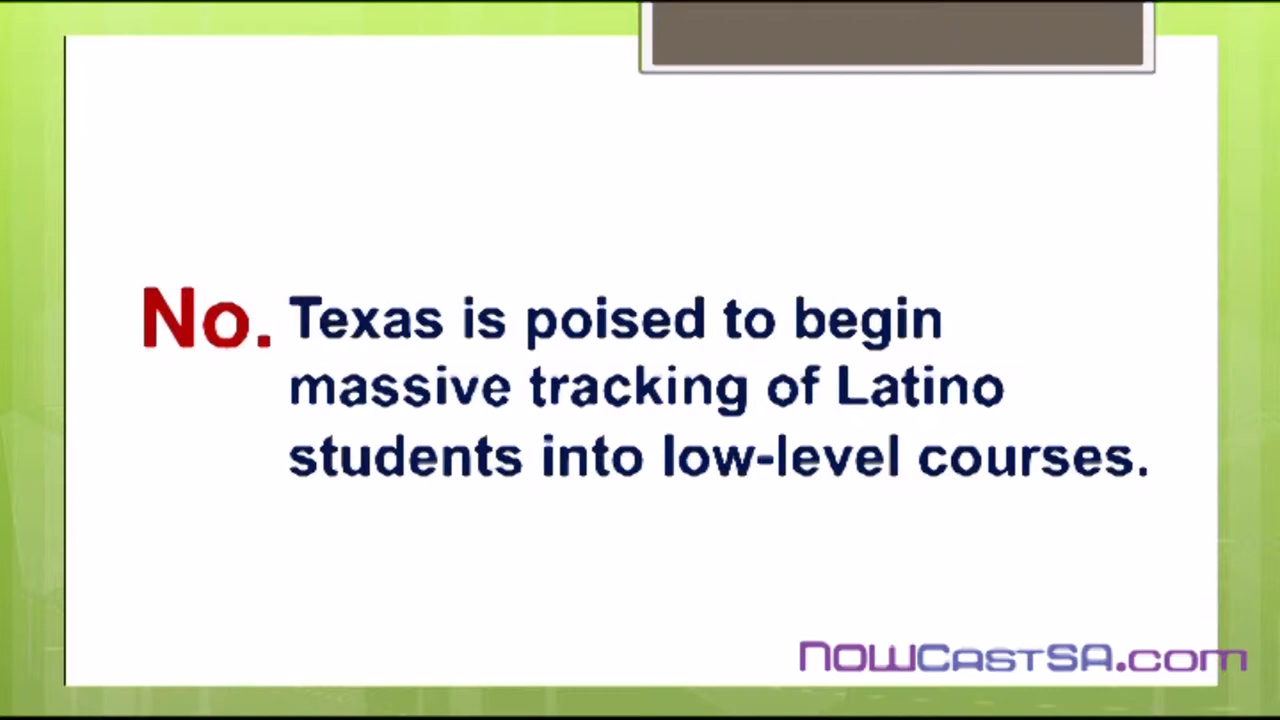 No. Texas is poised to begin
massive tracking of Latino
students into low-level courses.
NOWCastSA.com